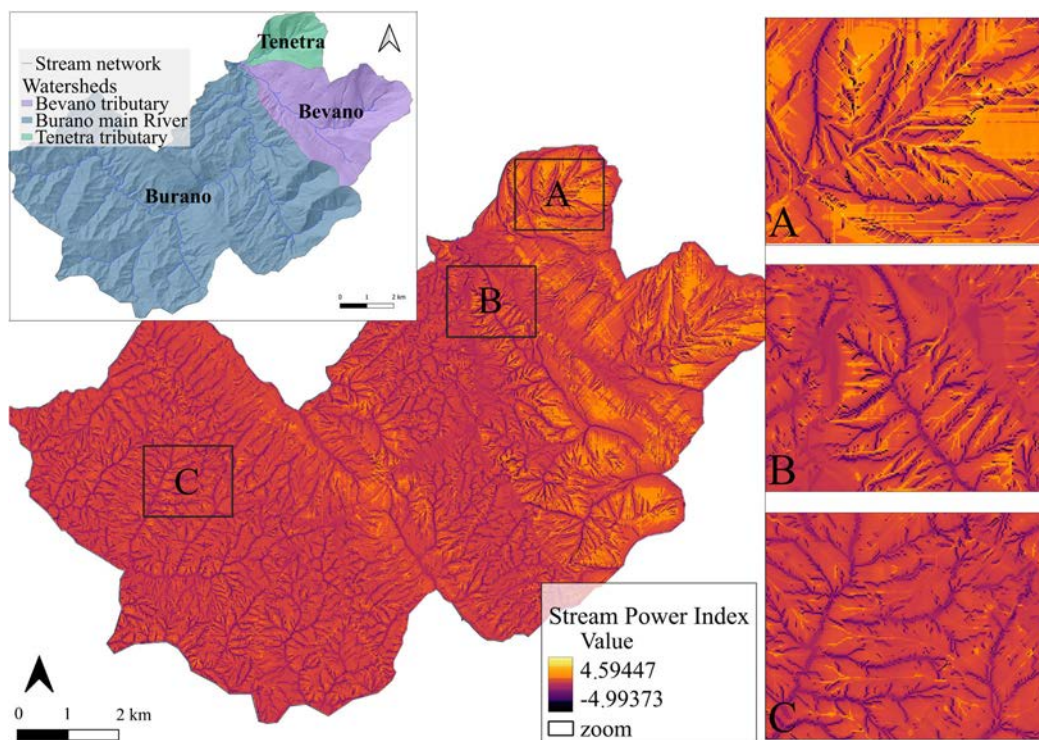 Stream network
Watersheds
Bevano tributary
Burano main River
Tenetra tributary
Tenetra
Bevano
Burano
0 1 2 km
A
B
C
Stream Power Index
Value
4.59447
-4.99373
zoom
0 1 2 km
A
B
C